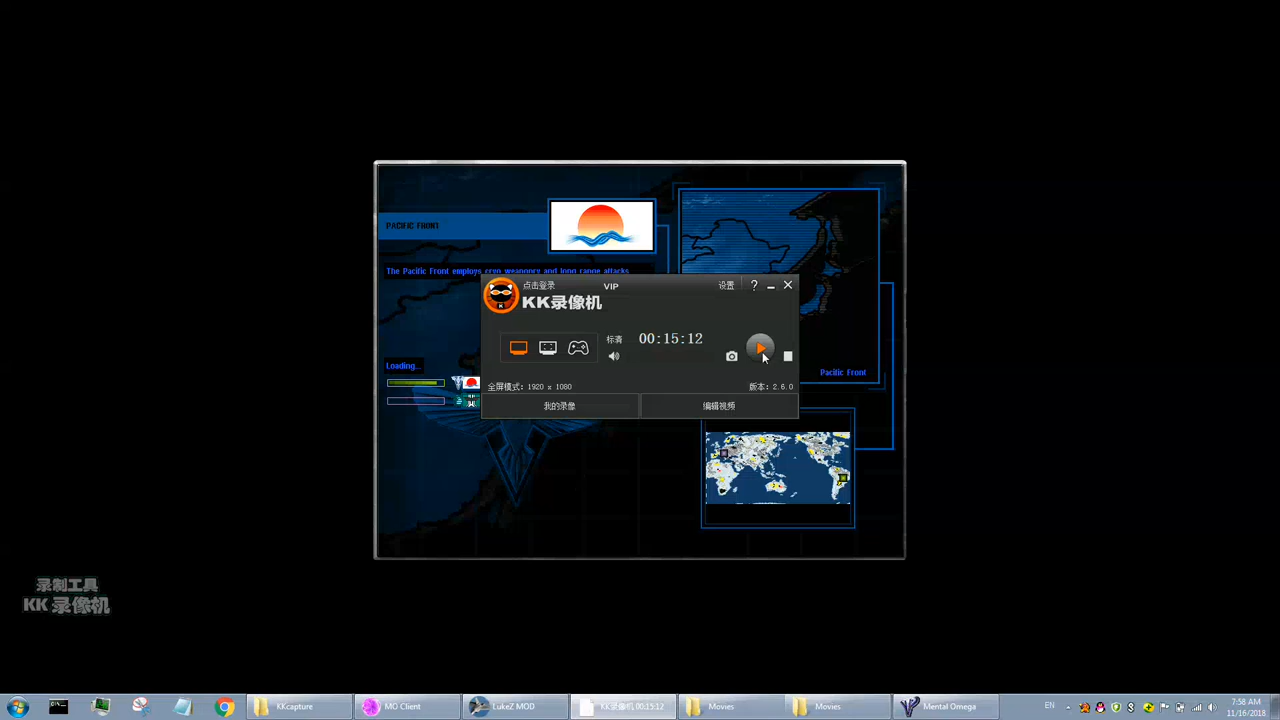 PACIFIC FRONT
The Pacific Front employs cryo weaponry and long range attacks
点击登录
VIP
设置
?
KK录像机
标清
00:15:12
Loading...
Pacific Front
全屏模式: 1920 x 1080
版本: 2.6.0
我的录像
编辑视频
录制工具
KK 录像机
KKcapture
MO Client
LukeZ MOD
KK录像机 00:15:12
Movies
Movies
Mental Omega
EN
7:58 AM
11/16/2018